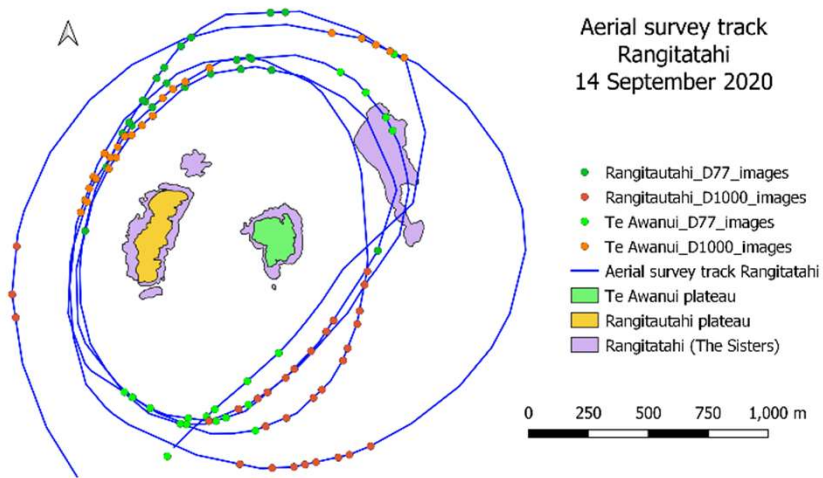 Aerial survey track
Rangitatahi
14 September 2020
Rangitautahi_D77_images
Rangitautahi_D1000_images
Te Awanui_D77_images
Te Awanui_D1000_images
Aerial survey track Rangitatahi
Te Awanui plateau
Rangitautahi plateau
Rangitatahi (The Sisters)
0 250 500 750 1,000 m